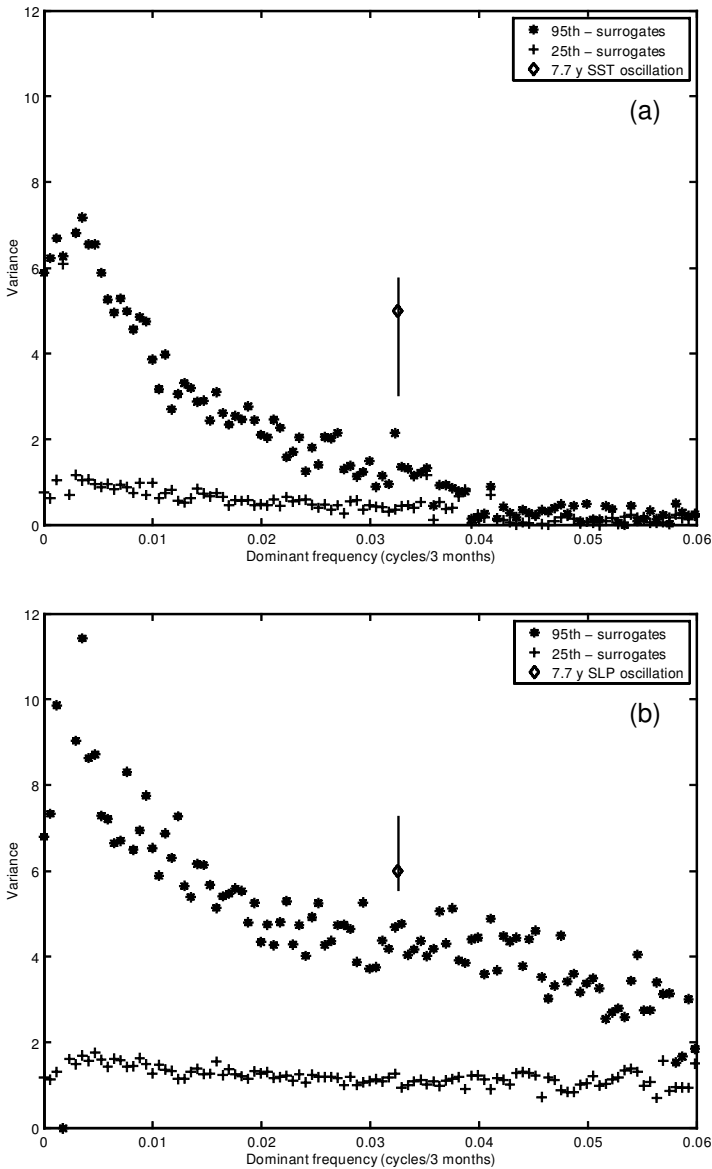 12
10
8
6
4
2
0
Variance
95th – surrogates
25th – surrogates
7.7 y SST oscillation
(a)
0 0.01 0.02 0.03 0.04 0.05 0.06
Dominant frequency (cycles/3 months)
12
10
8
6
4
2
0
Variance
95th – surrogates
25th – surrogates
7.7 y SLP oscillation
(b)
0 0.01 0.02 0.03 0.04 0.05 0.06
Dominant frequency (cycles/3 months)